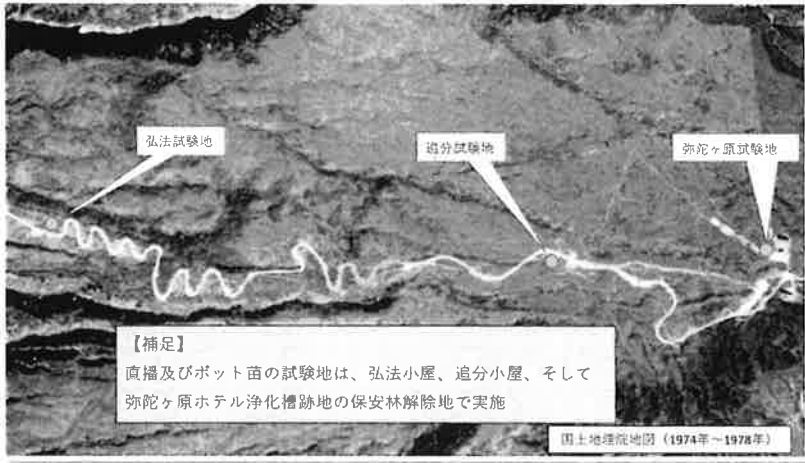 弘法試験地
追分試験地
弥陀ヶ原試験地
【補足】
直播及びポット苗の試験地は、弘法小屋、追分小屋、そして
弥陀ヶ原ホテル浄化槽跡地の保安林解除地で実施
国土地理院地図（1974年～1978年）